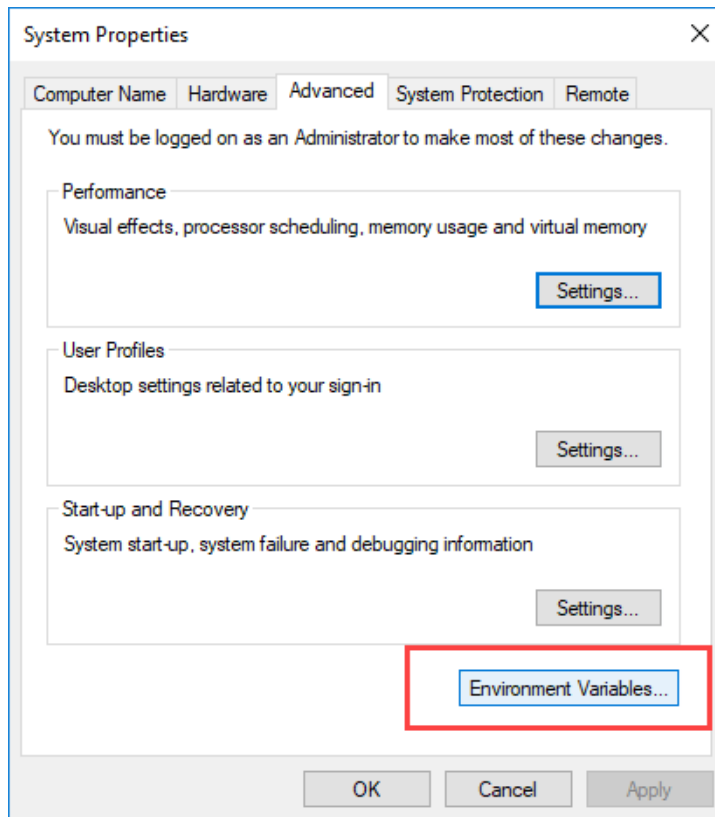 System Properties
Computer Name Hardware Advanced System Protection Remote
You must be logged on as an Administrator to make most of these changes.
Performance
Visual effects, processor scheduling, memory usage and virtual memory
Settings...
User Profiles
Desktop settings related to your sign-in
Settings...
Start-up and Recovery
System start-up, system failure and debugging information
Settings...
Environment Variables...
OK Cancel Apply